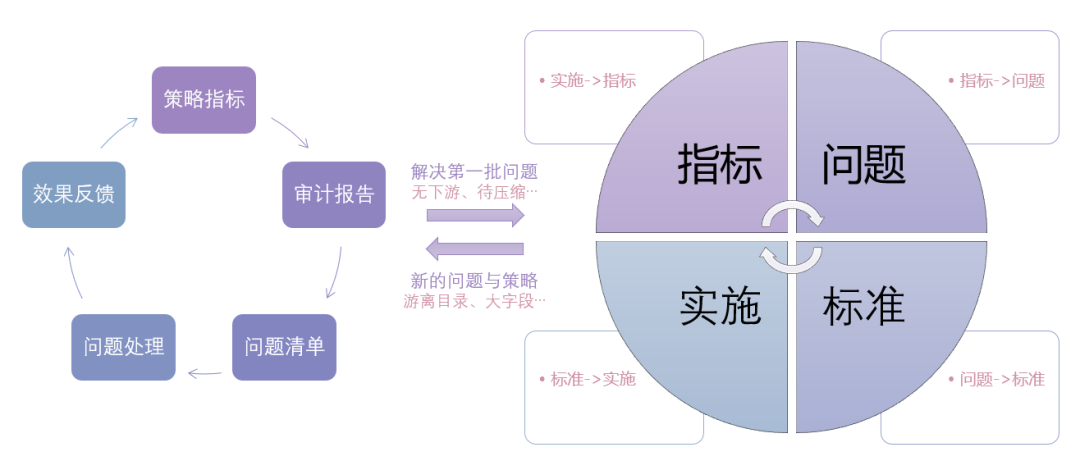 策略指标
审计报告
问题清单
问题处理
效果反馈
解决第一批问题
无下游、待压缩…
新的问题与策略
游离目录、大字段…
• 实施->指标
• 指标->问题
指标
问题
实施
标准
• 标准->实施
• 问题->标准